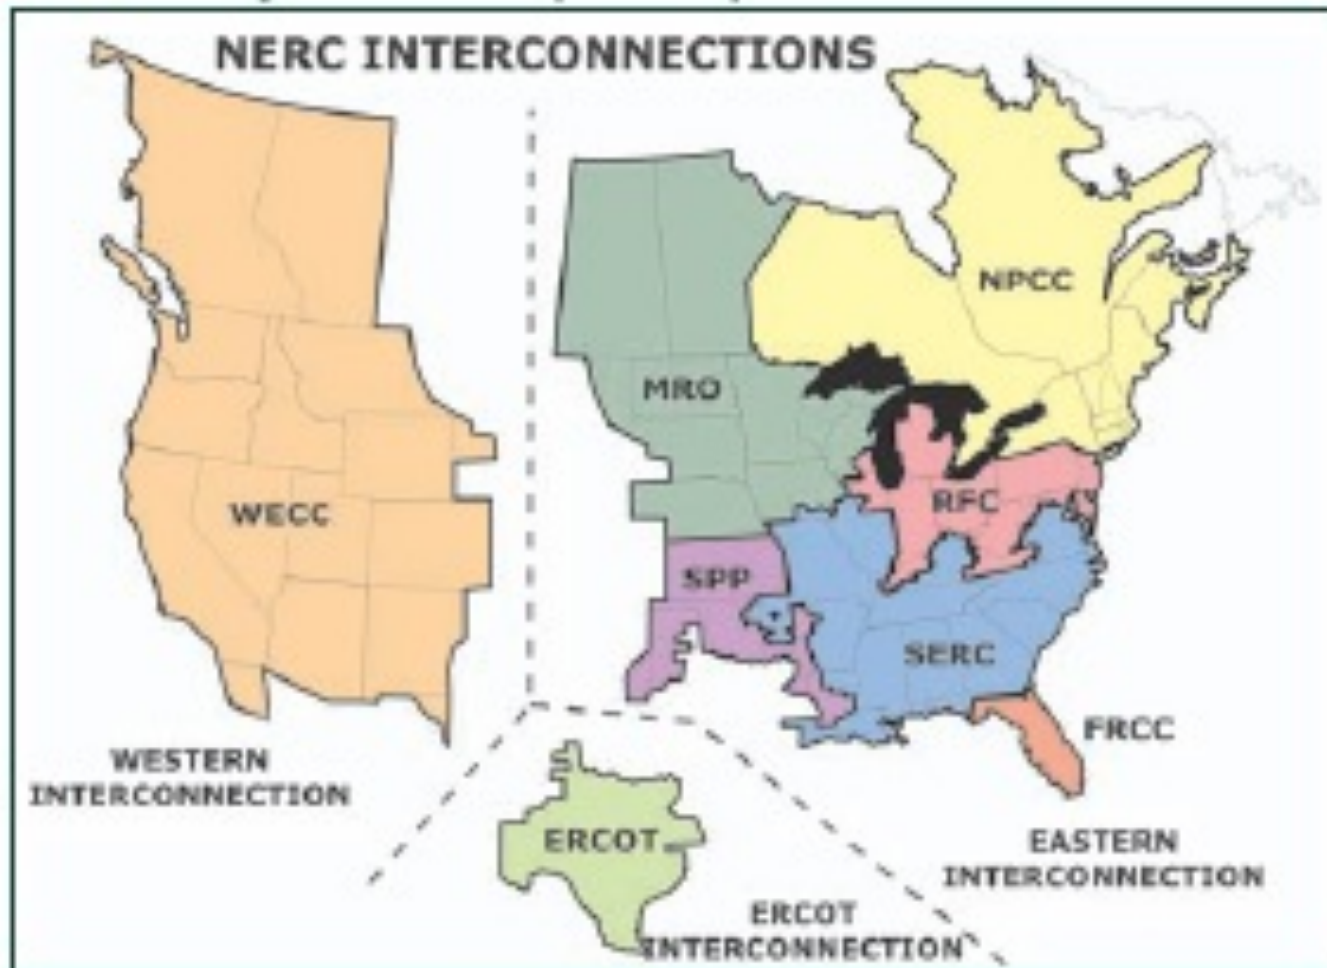 NERC INTERCONNECTIONS
NPCC
MRO
RFC
WECC
SPP
SERC
FRCC
WESTERN
INTERCONNECTION
ERCOT
EASTERN
INTERCONNECTION
ERCOT
INTERCONNECTION